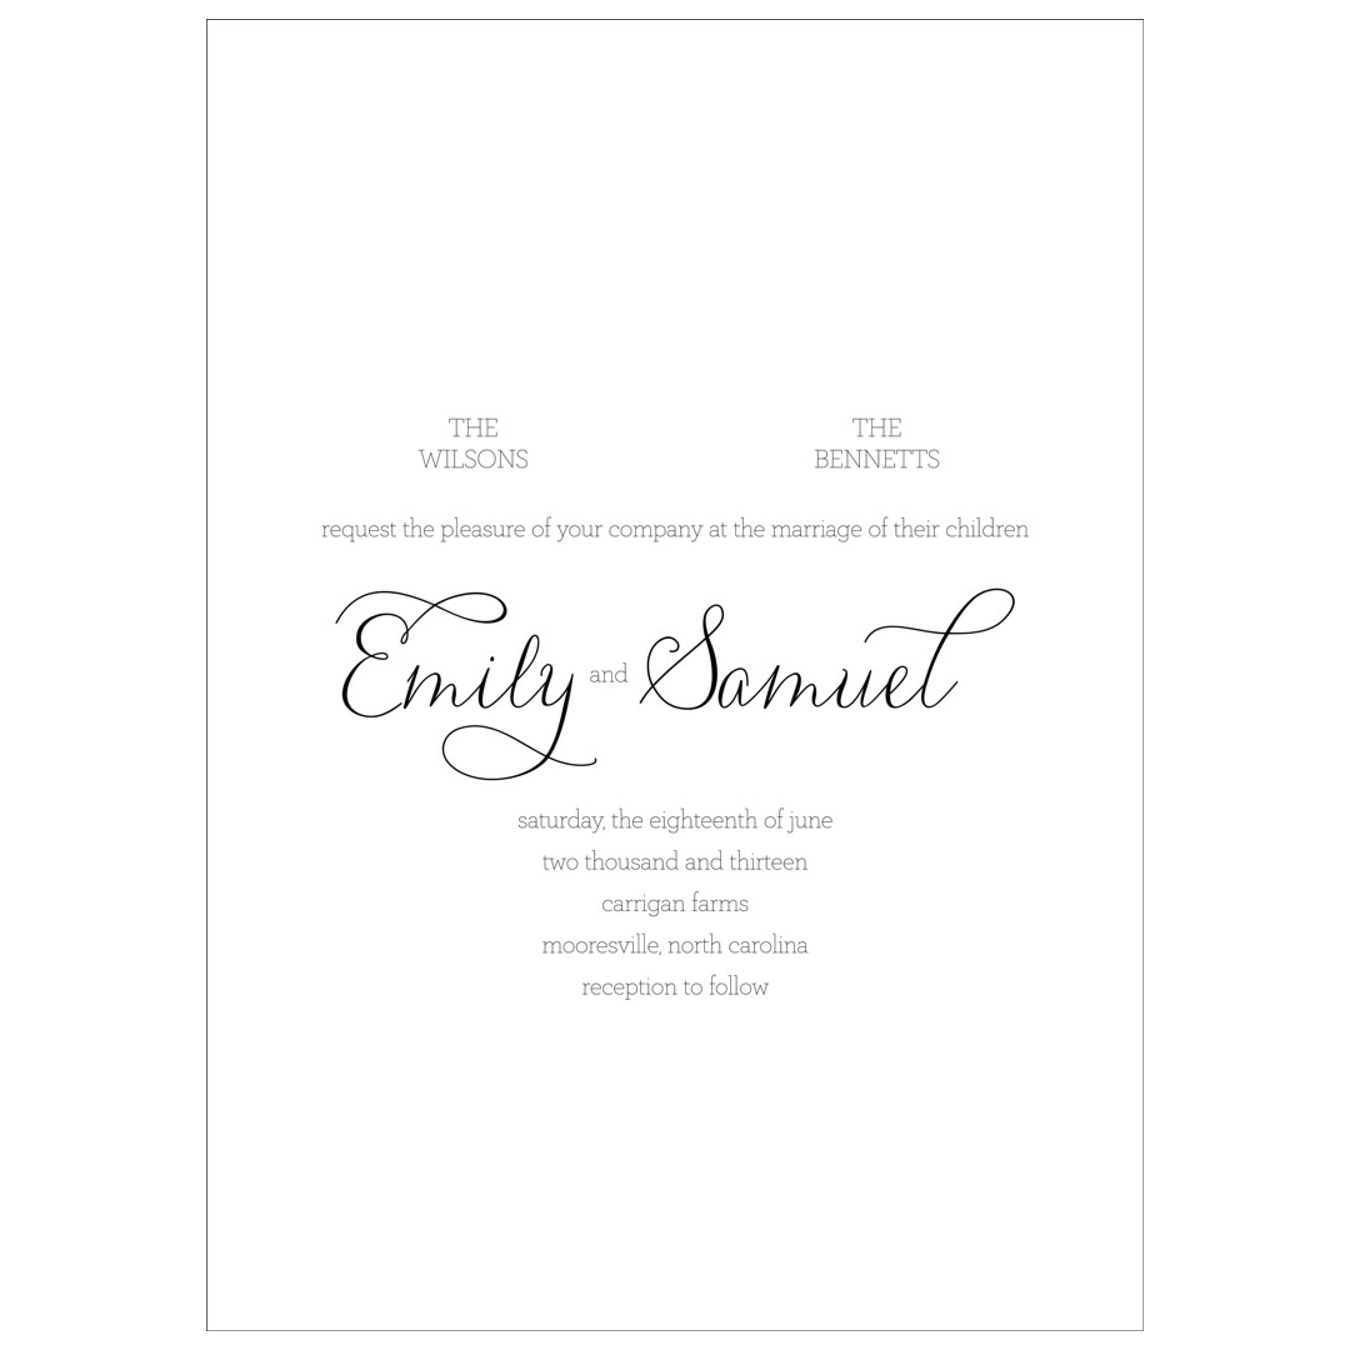 THE
WILSONS
THE
BENNETTS
request the pleasure of your company at the marriage of their children
Emily and Samuel
saturday, the eighteenth of june
two thousand and thirteen
carrigan farms
mooresville, north carolina
reception to follow